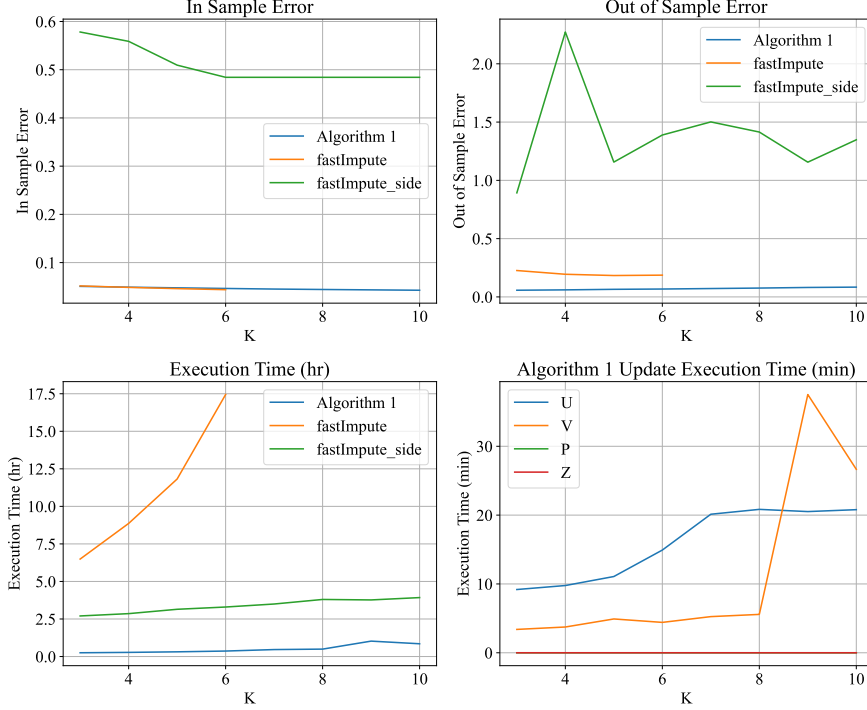 In Sample Error
0.6
0.5
0.4
0.3
0.2
0.1
In Sample Error
Algorithm 1
fastImpute
fastImpute_side
4
6
8
10
K
Out of Sample Error
2.0
1.5
1.0
0.5
0.0
Out of Sample Error
Algorithm 1
fastImpute
fastImpute_side
4
6
8
10
K
Execution Time (hr)
17.5
15.0
12.5
10.0
7.5
5.0
2.5
0.0
Execution Time (hr)
Algorithm 1
fastImpute
fastImpute_side
4
6
8
10
K
Algorithm 1 Update Execution Time (min)
30
20
10
0
Execution Time (min)
U
V
P
Z
4
6
8
10
K